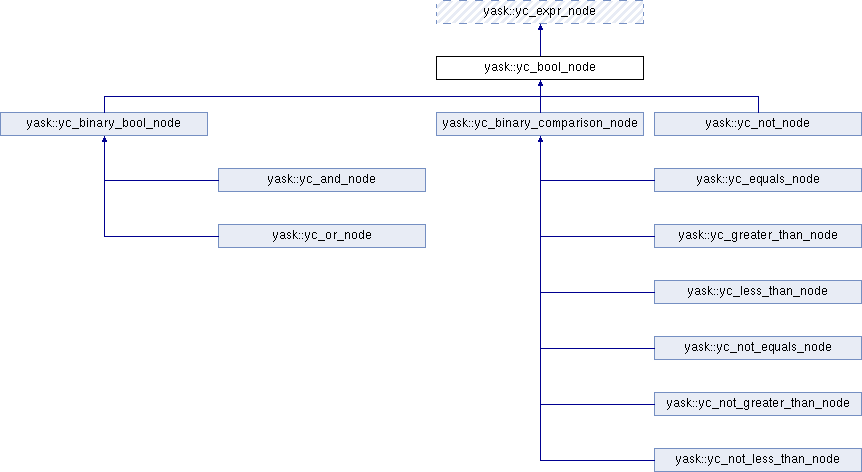 yask::yc_expr_node
yask::yc_bool_node
yask::yc_binary_bool_node
yask::yc_binary_comparison_node
yask::yc_not_node
yask::yc_and_node
yask::yc_equals_node
yask::yc_or_node
yask::yc_greater_than_node
yask::yc_less_than_node
yask::yc_not_equals_node
yask::yc_not_greater_than_node
yask::yc_not_less_than_node